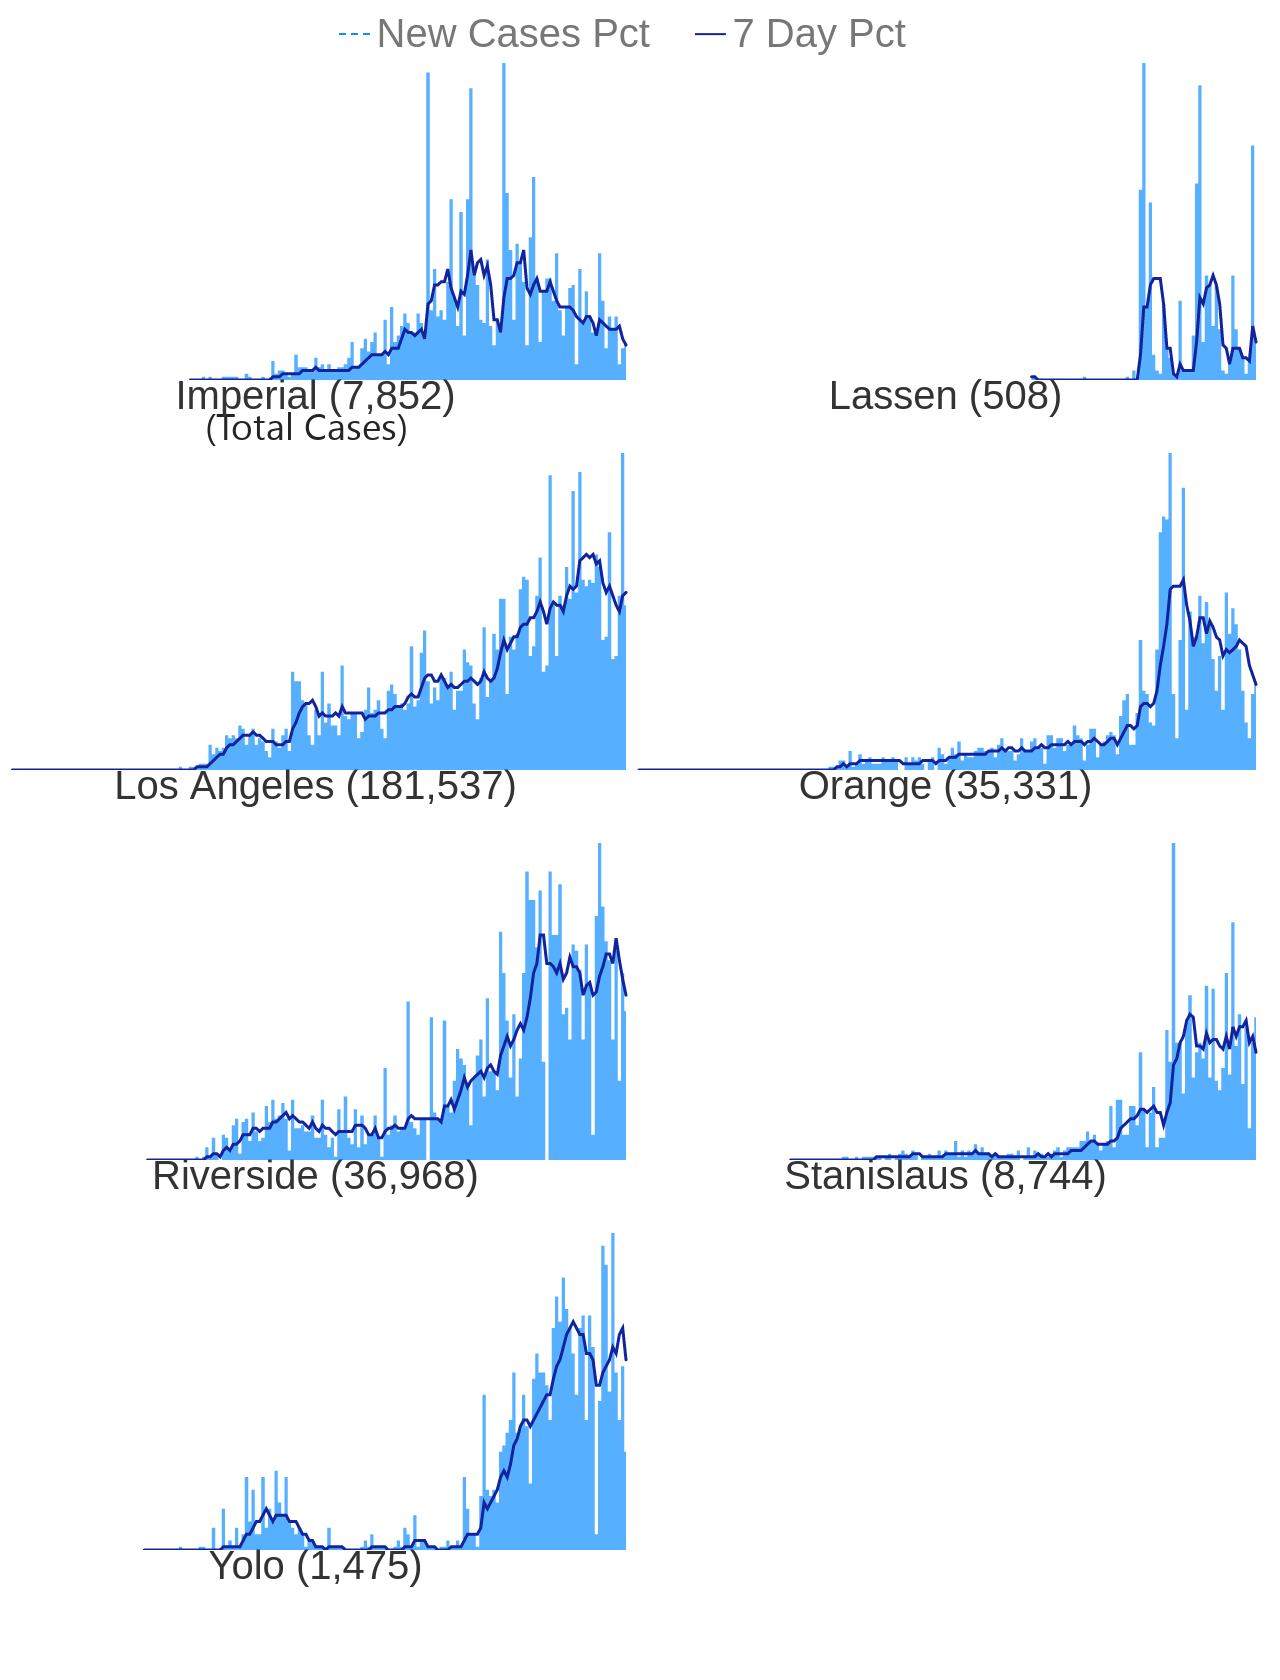 New Cases Pct 7 Day Pct
Imperial (7,852) Lassen (508)
(Total Cases)
Los Angeles (181,537) Orange (35,331)
Riverside (36,968) Stanislaus (8,744)
Yolo (1,475)